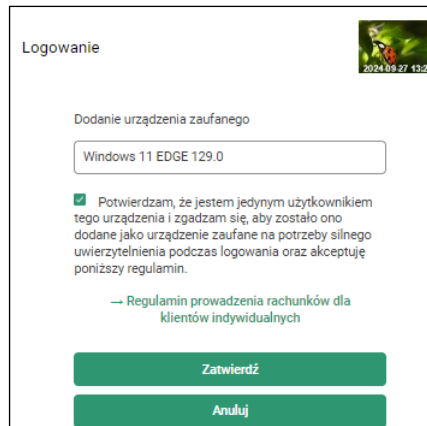 Logowanie
2024-09-27 13:2
Dodanie urządzenia zaufanego
Windows 11 EDGE 129.0
Potwierdzam, że jestem jedynym użytkownikiem
tego urządzenia i zgadzam się, aby zostało ono
dodane jako urządzenie zaufane na potrzeby silnego
uwierzytelnienia podczas logowania oraz akceptuję
poniższy regulamin.
→ Regulamin prowadzenia rachunków dla
klientów indywidualnych
Zatwierdź
Anuluj